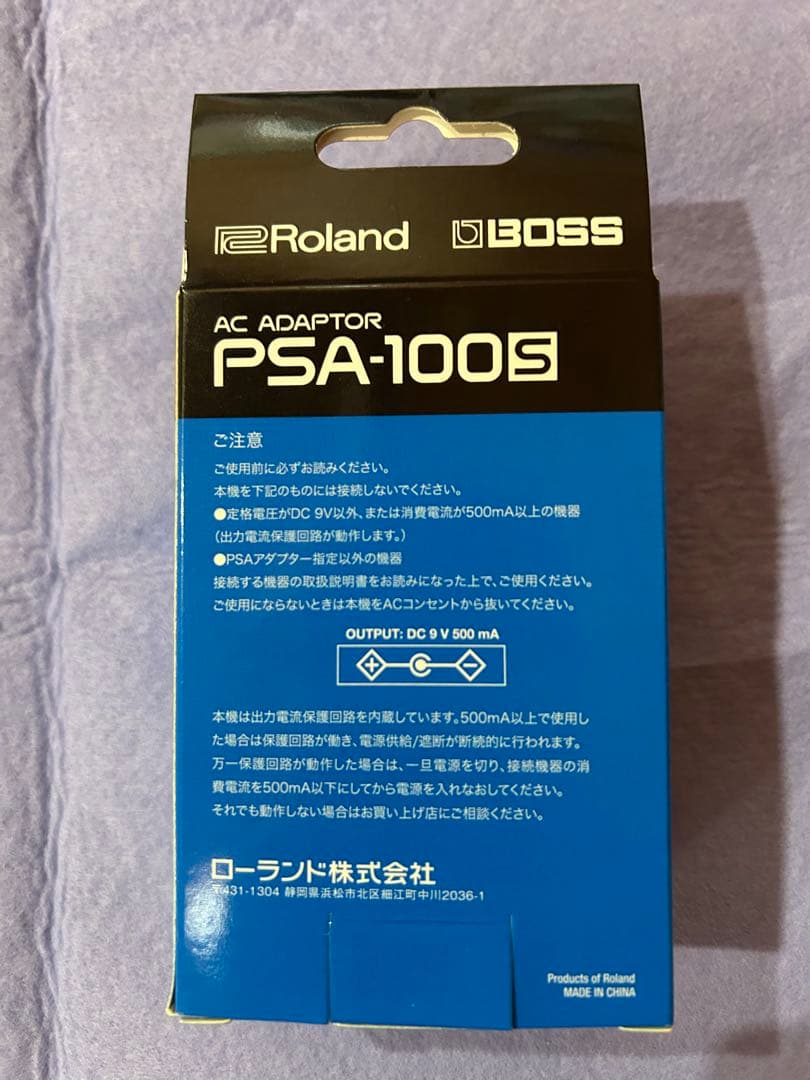 Roland BOSS
AC ADAPTOR
PSA-100S
ご注意
ご使用前に必ずお読みください。
本機を下記のものには接続しないでください。
●定格電圧がDC 9V以外、または消費電流が500mA以上の機器
(出力電流保護回路が動作します。)
●PSAアダプター指定以外の機器
接続する機器の取扱説明書をお読みになった上で、ご使用ください。
ご使用にならないときは本機をACコンセントから抜いてください。
OUTPUT: DC 9 V 500 mA
本機は出力電流保護回路を内蔵しています。500mA以上で使用し
た場合は保護回路が働き、電源供給/遮断が断続的に行われます。
万一保護回路が動作した場合は、一旦電源を切り、接続機器の消
費電流を500mA以下にしてから電源を入れなおしてください。
それでも動作しない場合はお買い上げ店にご相談ください。
ローランド株式会社
〒431-1304 静岡県浜松市北区細江町中川2036-1
Products of Roland
MADE IN CHINA